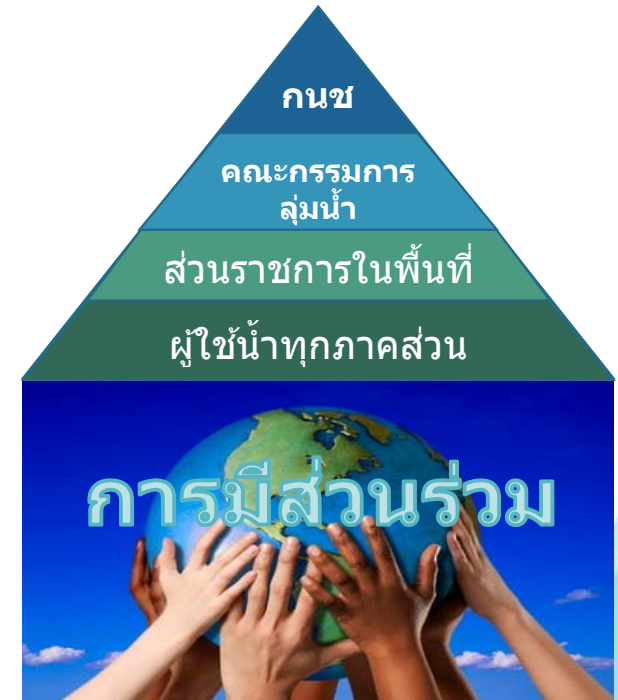 กนช
คณะกรรมการ
ลุ่มน้ำ
ส่วนราชการในพื้นที่
ผู้ใช้น้ำทุกภาคส่วน
การมีส่วนร่วม